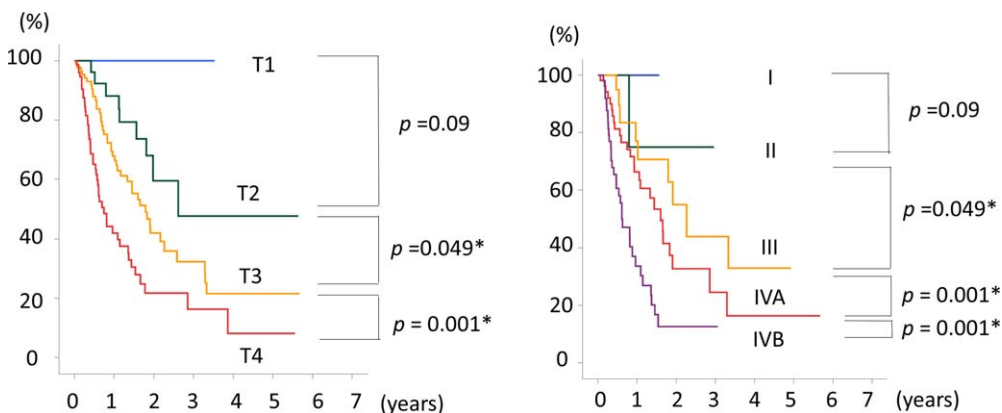 (%)
100
80
60
40
20
0
T1
T2
T3
T4
p =0.09
p =0.049*
p = 0.001*
0 1 2 3 4 5 6 7 (years)
(%)
100
80
60
40
20
0
I
II
III
IVA
IVB
p =0.09
p =0.049*
p = 0.001*
p = 0.001*
0 1 2 3 4 5 6 7 (years)